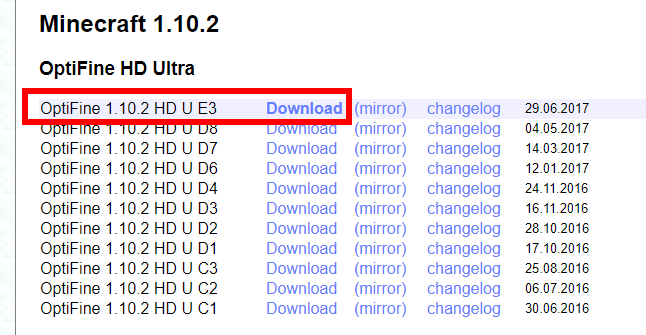 Minecraft 1.10.2
OptiFine HD Ultra
OptiFine 1.10.2 HD U E3 Download (mirror) changelog 29.06.2017
OptiFine 1.10.2 HD U D8 Download (mirror) changelog 04.05.2017
OptiFine 1.10.2 HD U D7 Download (mirror) changelog 14.03.2017
OptiFine 1.10.2 HD U D6 Download (mirror) changelog 12.01.2017
OptiFine 1.10.2 HD U D4 Download (mirror) changelog 24.11.2016
OptiFine 1.10.2 HD U D3 Download (mirror) changelog 16.11.2016
OptiFine 1.10.2 HD U D2 Download (mirror) changelog 28.10.2016
OptiFine 1.10.2 HD U D1 Download (mirror) changelog 17.10.2016
OptiFine 1.10.2 HD U C3 Download (mirror) changelog 25.08.2016
OptiFine 1.10.2 HD U C2 Download (mirror) changelog 06.07.2016
OptiFine 1.10.2 HD U C1 Download (mirror) changelog 30.06.2016